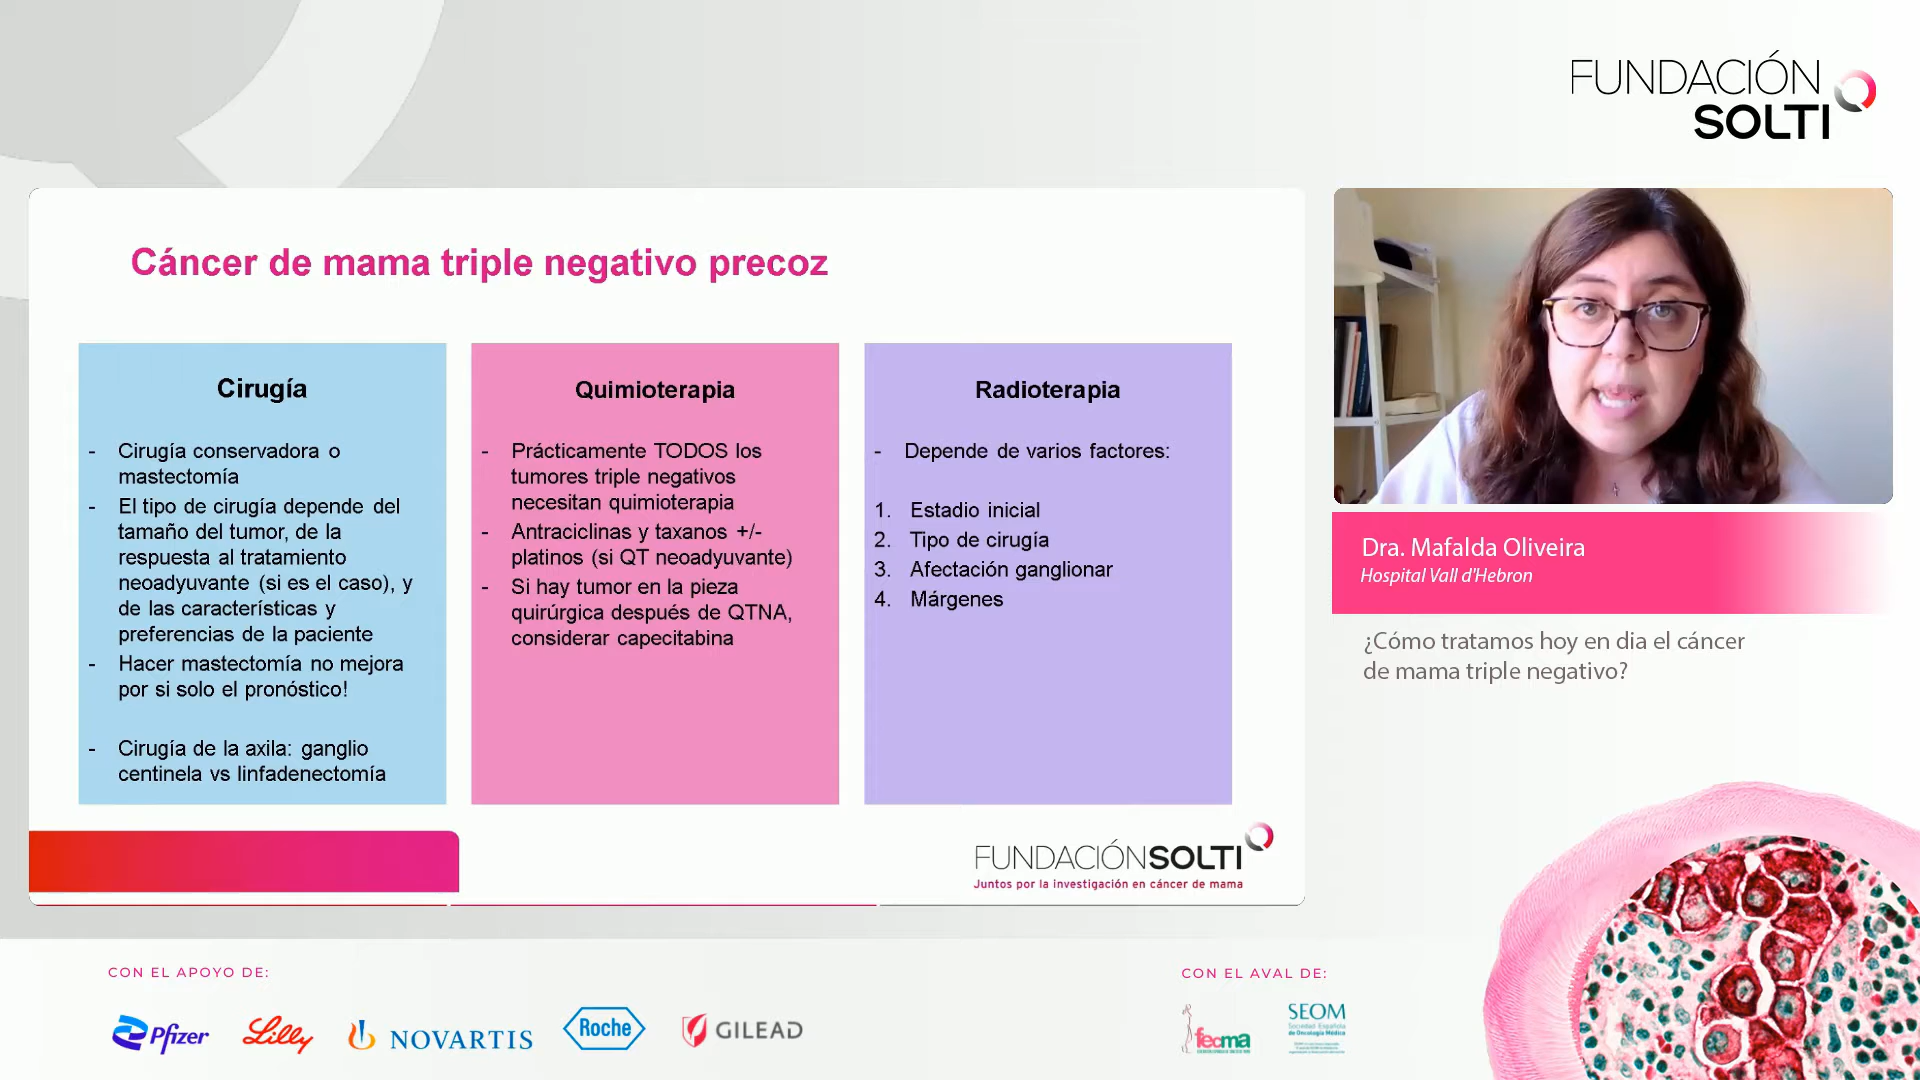 FUNDACIÓN
SOLTI
Cáncer de mama triple negativo precoz
Cirugía
- Cirugía conservadora o
mastectomía
- El tipo de cirugía depende del
tamaño del tumor, de la
respuesta al tratamiento
neoadyuvante (si es el caso), y
de las características y
preferencias de la paciente
- Hacer mastectomía no mejora
por si solo el pronóstico!
- Cirugía de la axila: ganglio
centinela vs linfadenectomía
Quimioterapia
- Prácticamente TODOS los
tumores triple negativos
necesitan quimioterapia
- Antraciclinas y taxanos +/-
platinos (si QT neoadyuvante)
- Si hay tumor en la pieza
quirúrgica después de QTNA,
considerar capecitabina
Radioterapia
- Depende de varios factores:
1. Estadio inicial
2. Tipo de cirugía
3. Afectación ganglionar
4. Márgenes
FUNDACIÓNSOLTI
Juntos por la investigación en cáncer de mama
Dra. Mafalda Oliveira
Hospital Vall d'Hebron
¿Cómo tratamos hoy en dia el cáncer
de mama triple negativo?
CON EL APOYO DE:
Pfizer
Lilly
NOVARTIS
Roche
GILEAD
CON EL AVAL DE:
fecma
SEOM
Sociedad Española
de Oncología Médica